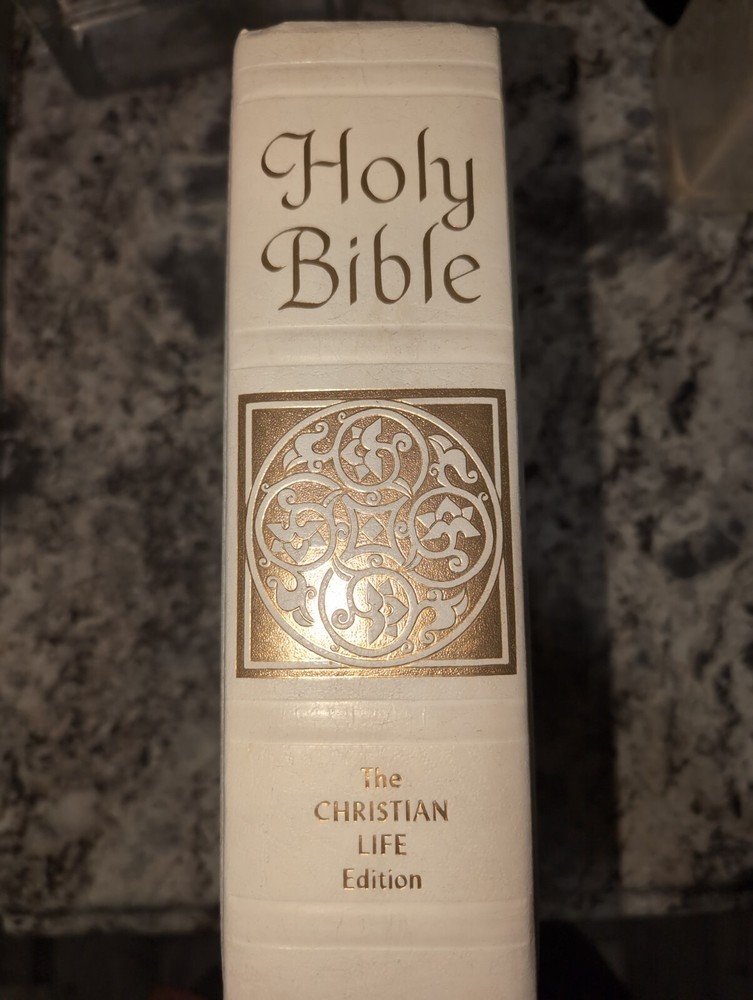 Holy
Bible
The
CHRISTIAN
LIFE
Edition